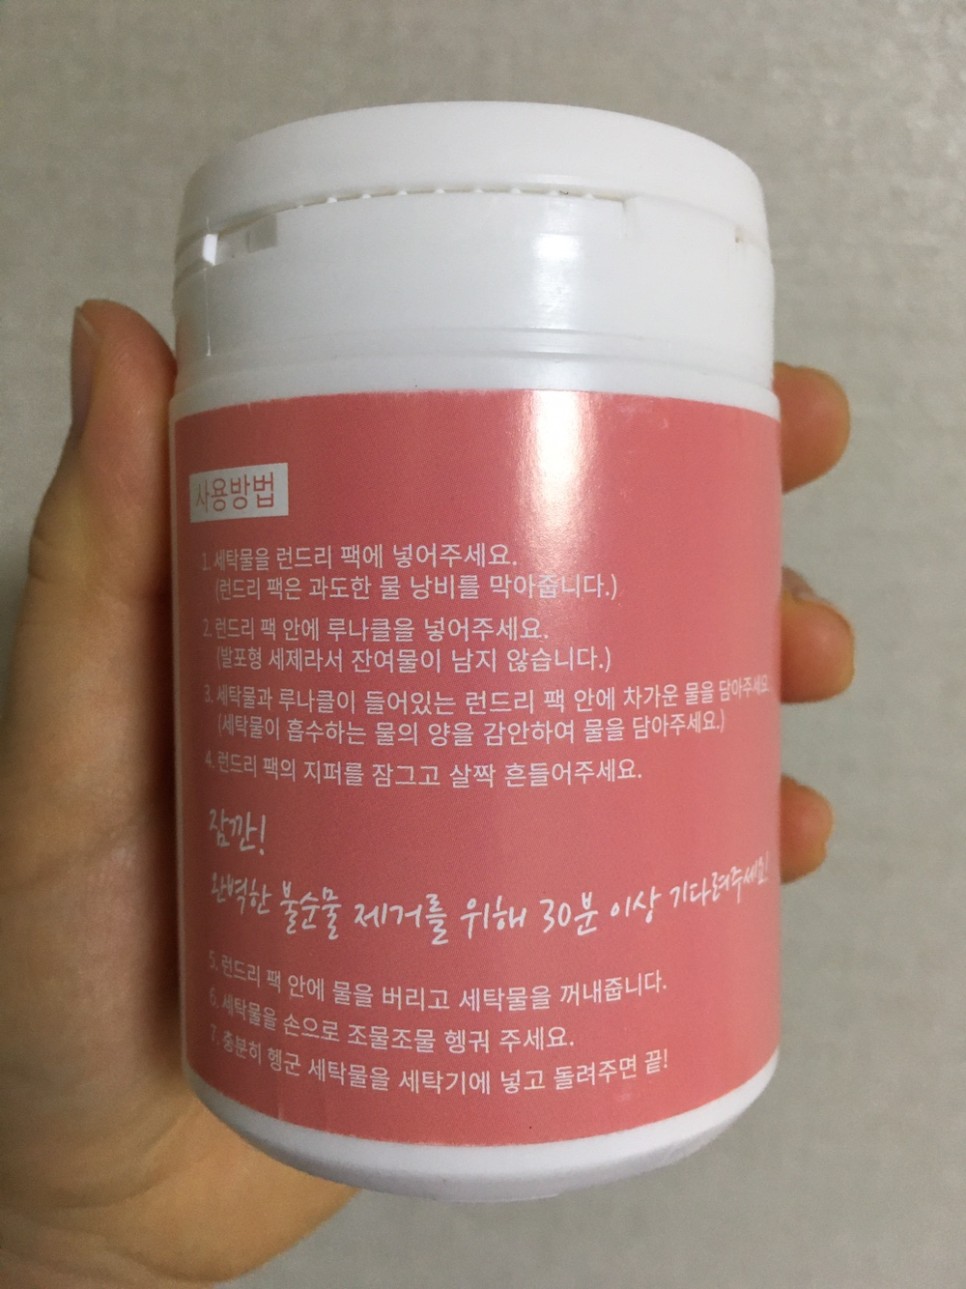 사용방법
1. 세탁물을 런드리 팩에 넣어주세요.
(런드리 팩은 과도한 물 낭비를 막아줍니다.)
2. 런드리 팩 안에 루나클을 넣어주세요.
(발포형 세제라서 잔여물이 남지 않습니다.)
3. 세탁물과 루나클이 들어있는 런드리 팩 안에 차가운 물을 담아주세요.
(세탁물이 흡수하는 물의 양을 감안하여 물을 담아주세요.)
4. 런드리 팩의 지퍼를 잠그고 살짝 흔들어주세요.
잠깐!
완벽한 불순물 제거를 위해 30분 이상 기다려주세요!
5. 런드리 팩 안에 물을 버리고 세탁물을 꺼내줍니다.
6. 세탁물을 손으로 조물조물 헹궈 주세요.
7. 충분히 헹군 세탁물을 세탁기에 넣고 돌려주면 끝!